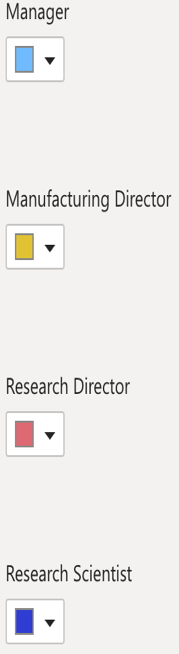 Manager
Manufacturing Director
Research Director
Research Scientist